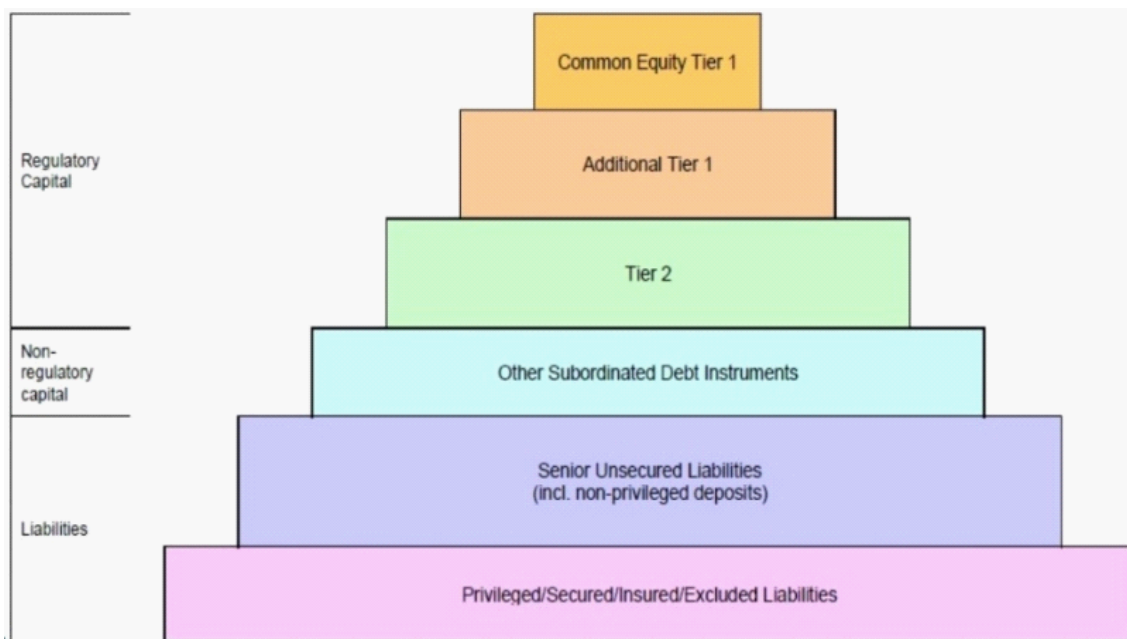 Common Equity Tier 1
Regulatory
Capital
Additional Tier 1
Tier 2
Non-
regulatory
capital
Other Subordinated Debt Instruments
Liabilities
Senior Unsecured Liabilities
(incl. non-privileged deposits)
Privileged/Secured/Insured/Excluded Liabilities